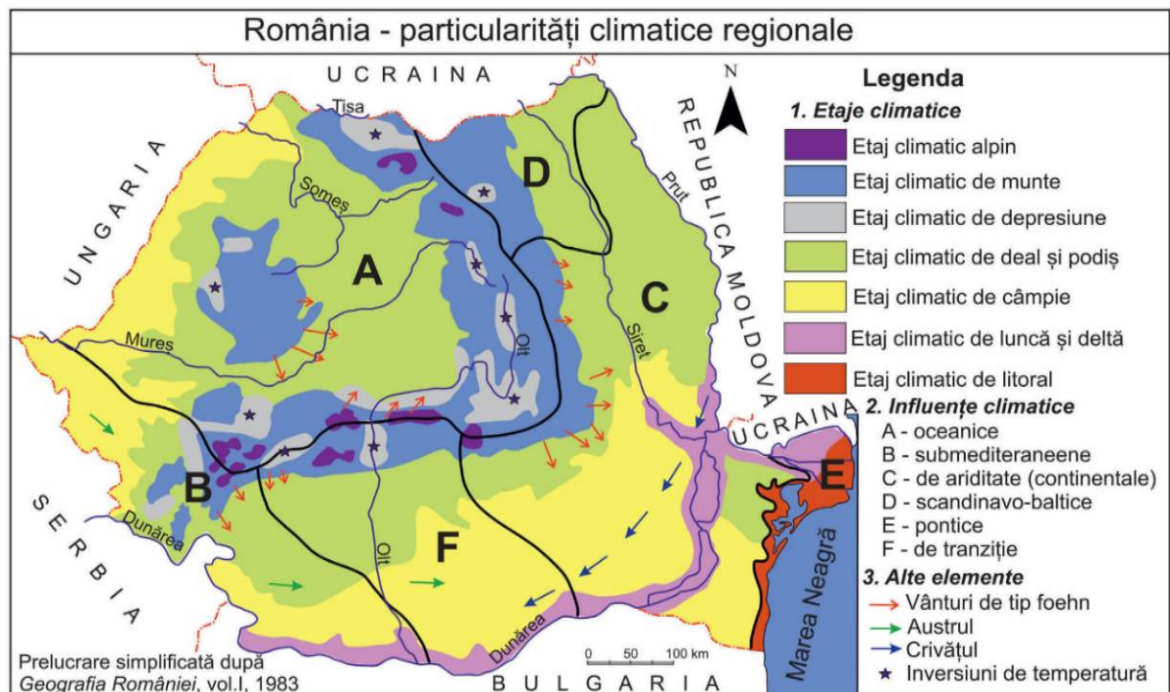 România - particularități climatice regionale
UCRAINA
N
Tisa
UNGARIA
REPUBLICA MOLDOVA
Someș
Prut
D
A
C
Mureș
Olt
Siret
UCRAINA
E
B
F
SERBIA
Dunărea
Olt
Dunărea
Marea Neagră
0 50 100 km
BULGARIA
Prelucrare simplificată după
Geografia României, vol.I, 1983
Legenda
1. Etaje climatice
Etaj climatic alpin
Etaj climatic de munte
Etaj climatic de depresiune
Etaj climatic de deal și podiș
Etaj climatic de câmpie
Etaj climatic de luncă și deltă
Etaj climatic de litoral
2. Influențe climatice
A - oceanice
B - submediteraneene
C - de ariditate (continentale)
D - scandinavo-baltice
E - pontice
F - de tranziție
3. Alte elemente
Vânturi de tip foehn
Austrul
Crivățul
Inversiuni de temperatură